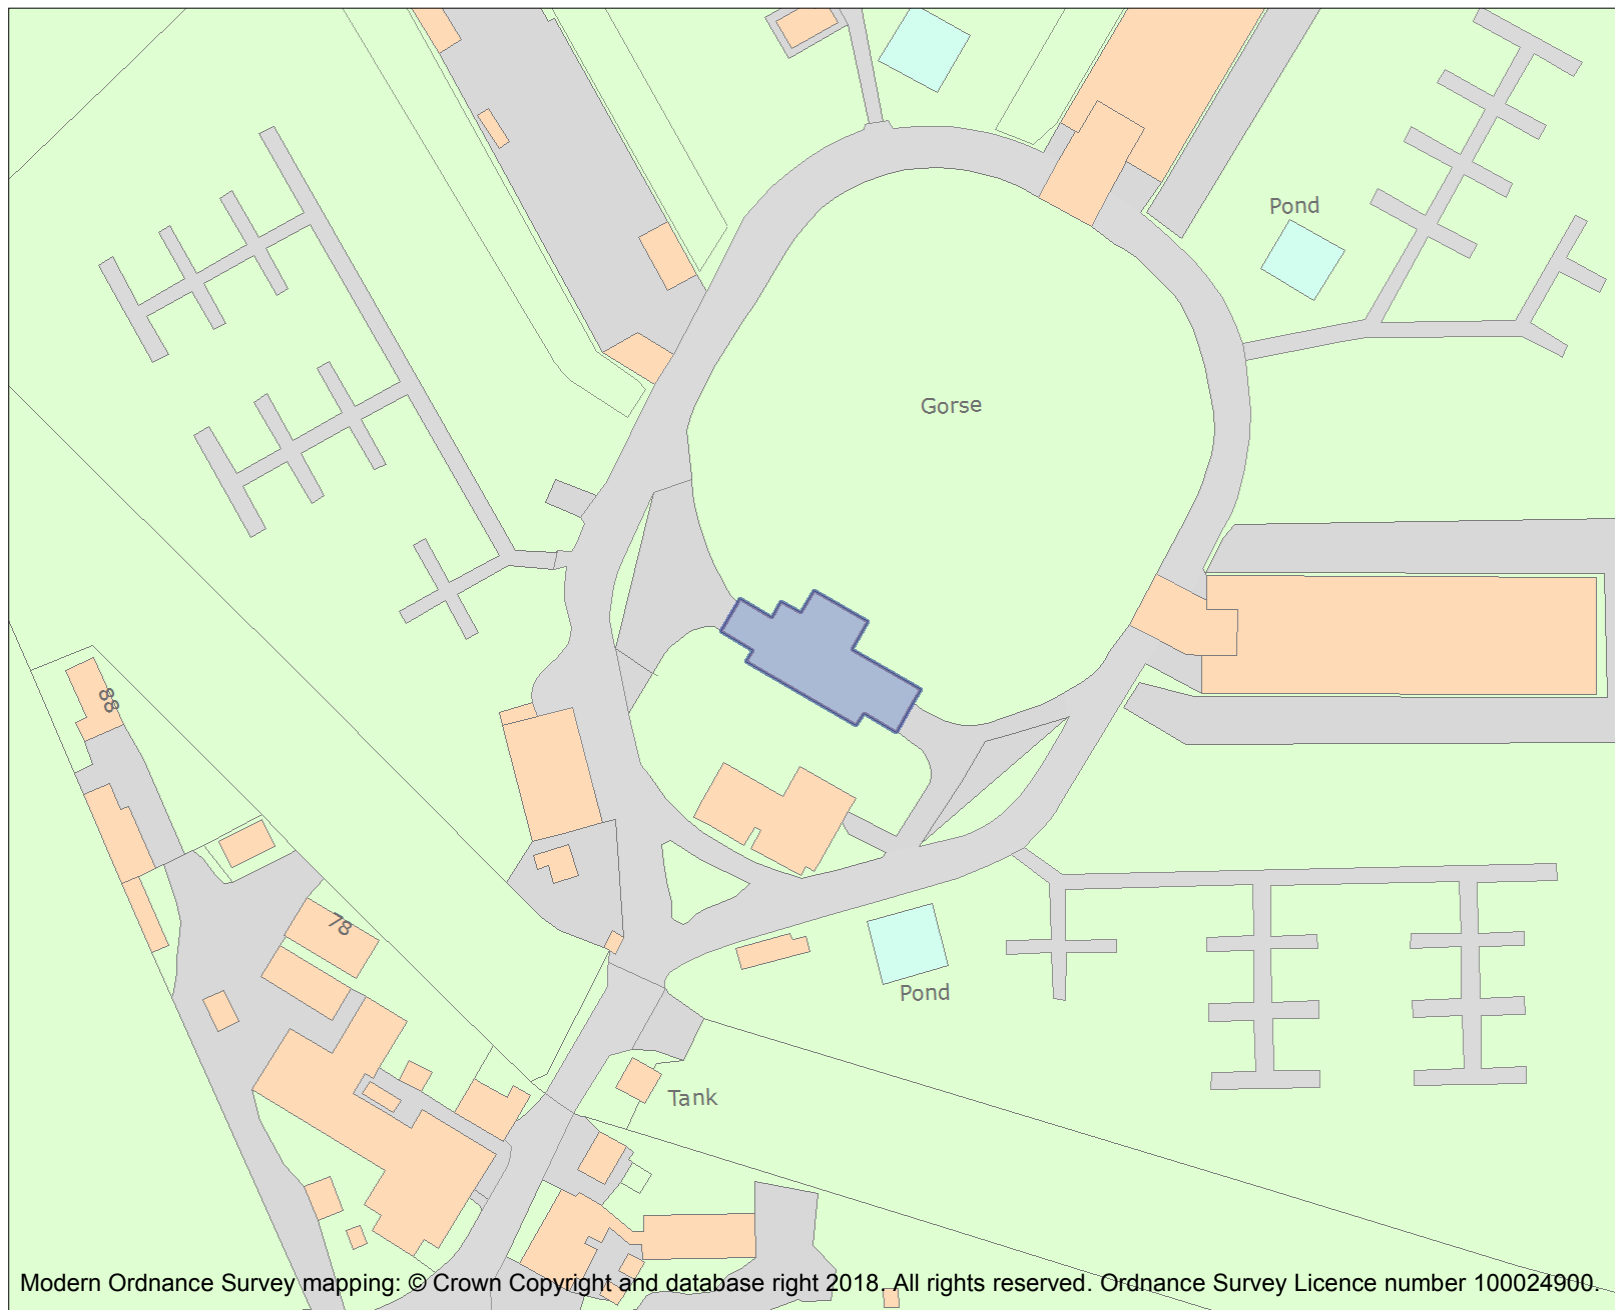 Pond
Gorse
88
78
Pond
Tank
Modern Ordnance Survey mapping: © Crown Copyright and database right 2018. All rights reserved. Ordnance Survey Licence number 100024900.